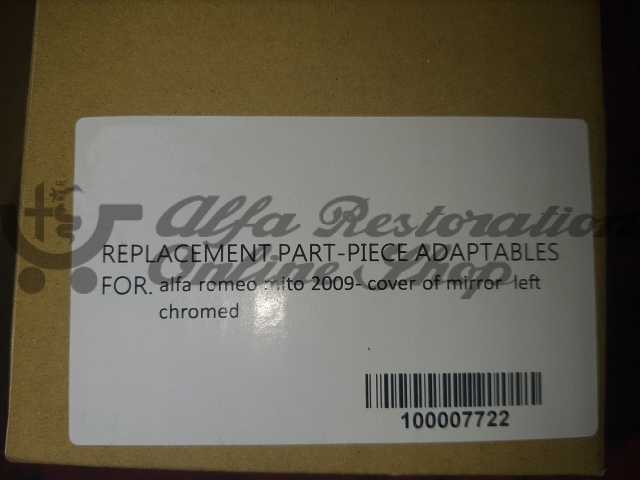 Alfa Restoration
Online Shop
REPLACEMENT PART-PIECE ADAPTABLES
FOR. alfa romeo mito 2009- cover of mirror left
chromed
100007722